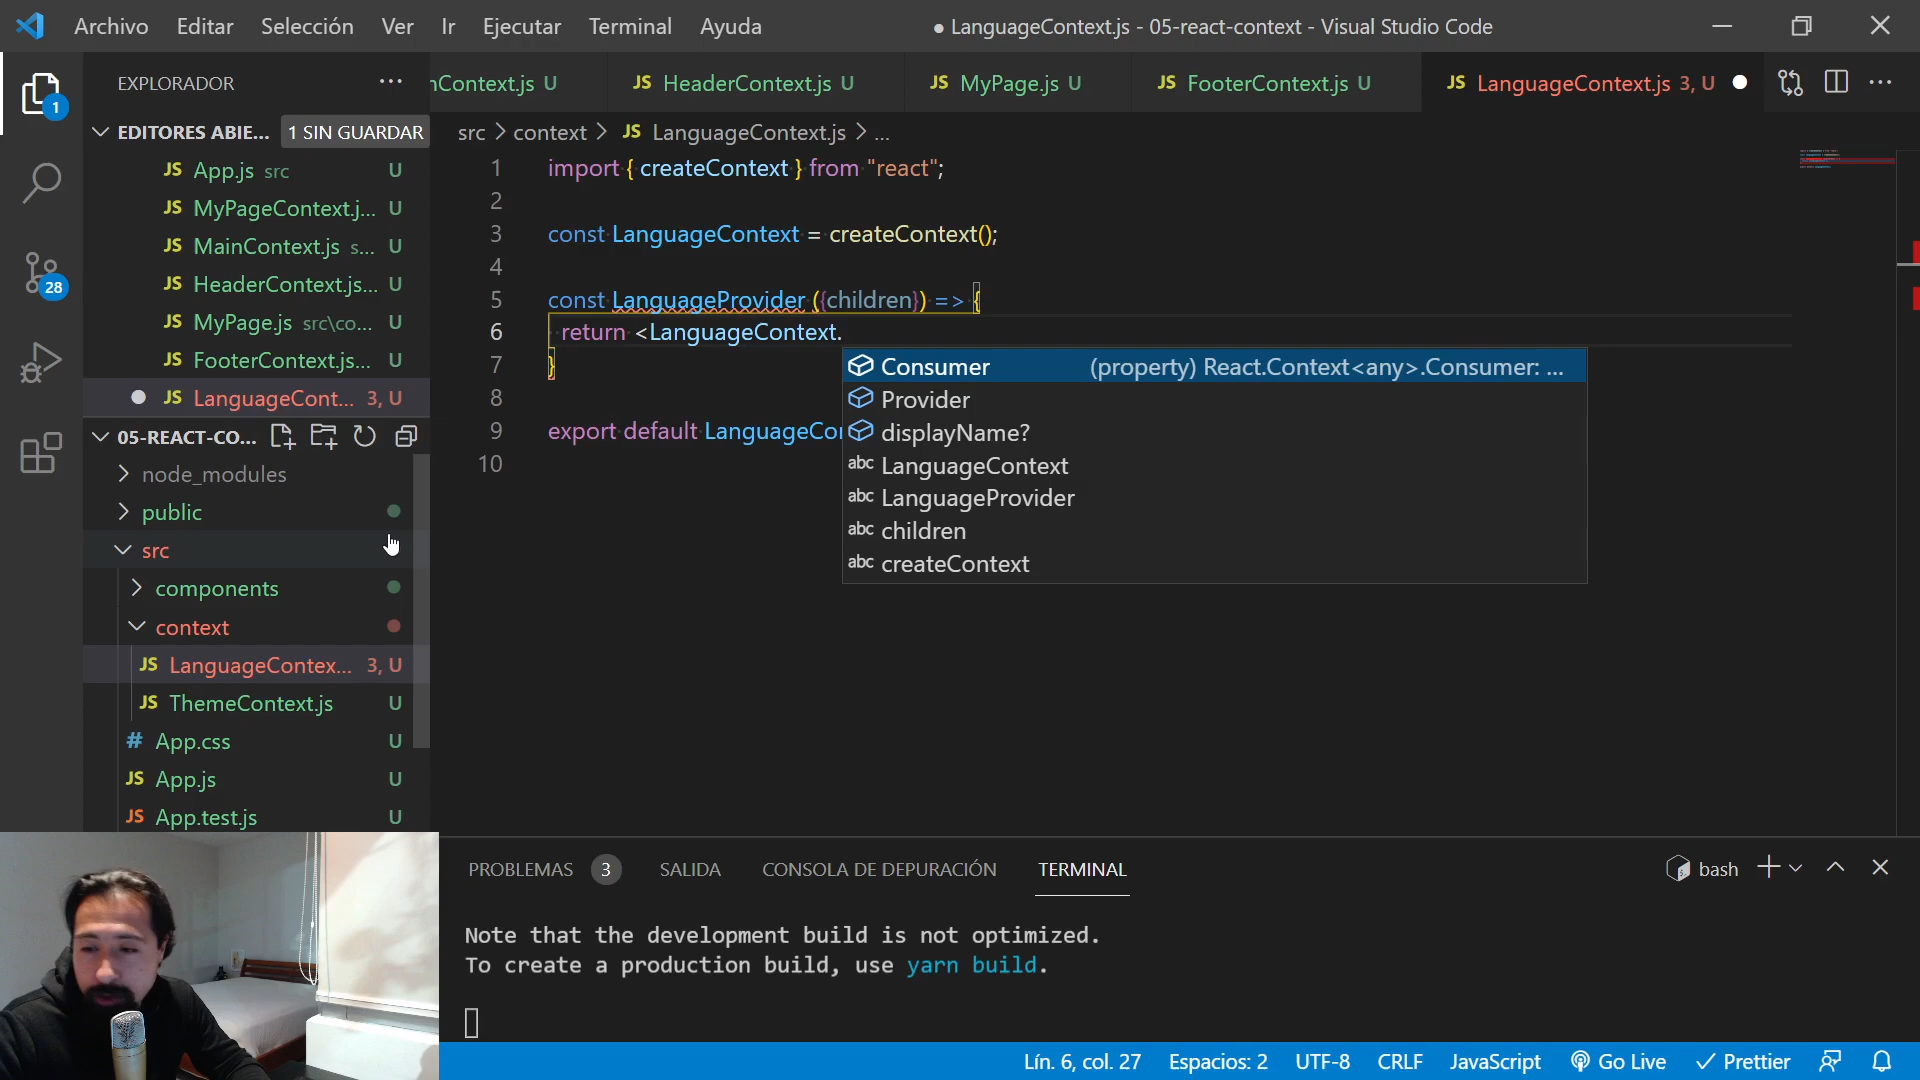 Archivo Editar Selección Ver Ir Ejecutar Terminal Ayuda
● LanguageContext.js - 05-react-context - Visual Studio Code
EXPLORADOR ...
1
EDITORES ABIE... 1 SIN GUARDAR
JS App.js src U
JS MyPageContext.j... U
JS MainContext.js s... U
JS HeaderContext.js... U
JS MyPage.js src\co... U
JS FooterContext.js... U
JS LanguageCont... 3, U
28
05-REACT-CO...
node_modules
public
src
components
context
JS LanguageContex... 3, U
JS ThemeContext.js U
# App.css U
JS App.js U
JS App.test.js U
nContext.js U
JS HeaderContext.js U
JS MyPage.js U
JS FooterContext.js U
JS LanguageContext.js 3, U
src > context > JS LanguageContext.js > ...
1 import { createContext } from "react";
2
3 const LanguageContext = createContext();
4
5 const LanguageProvider ({children}) => {
6 return <LanguageContext.
7 }
8
9 export default LanguageCo
10
Consumer (property) React.Context<any>.Consumer: ...
Provider
displayName?
abc LanguageContext
abc LanguageProvider
abc children
abc createContext
PROBLEMAS 3 SALIDA CONSOLA DE DEPURACIÓN TERMINAL
bash
Note that the development build is not optimized.
To create a production build, use yarn build.
Lín. 6, col. 27 Espacios: 2 UTF-8 CRLF JavaScript Go Live Prettier